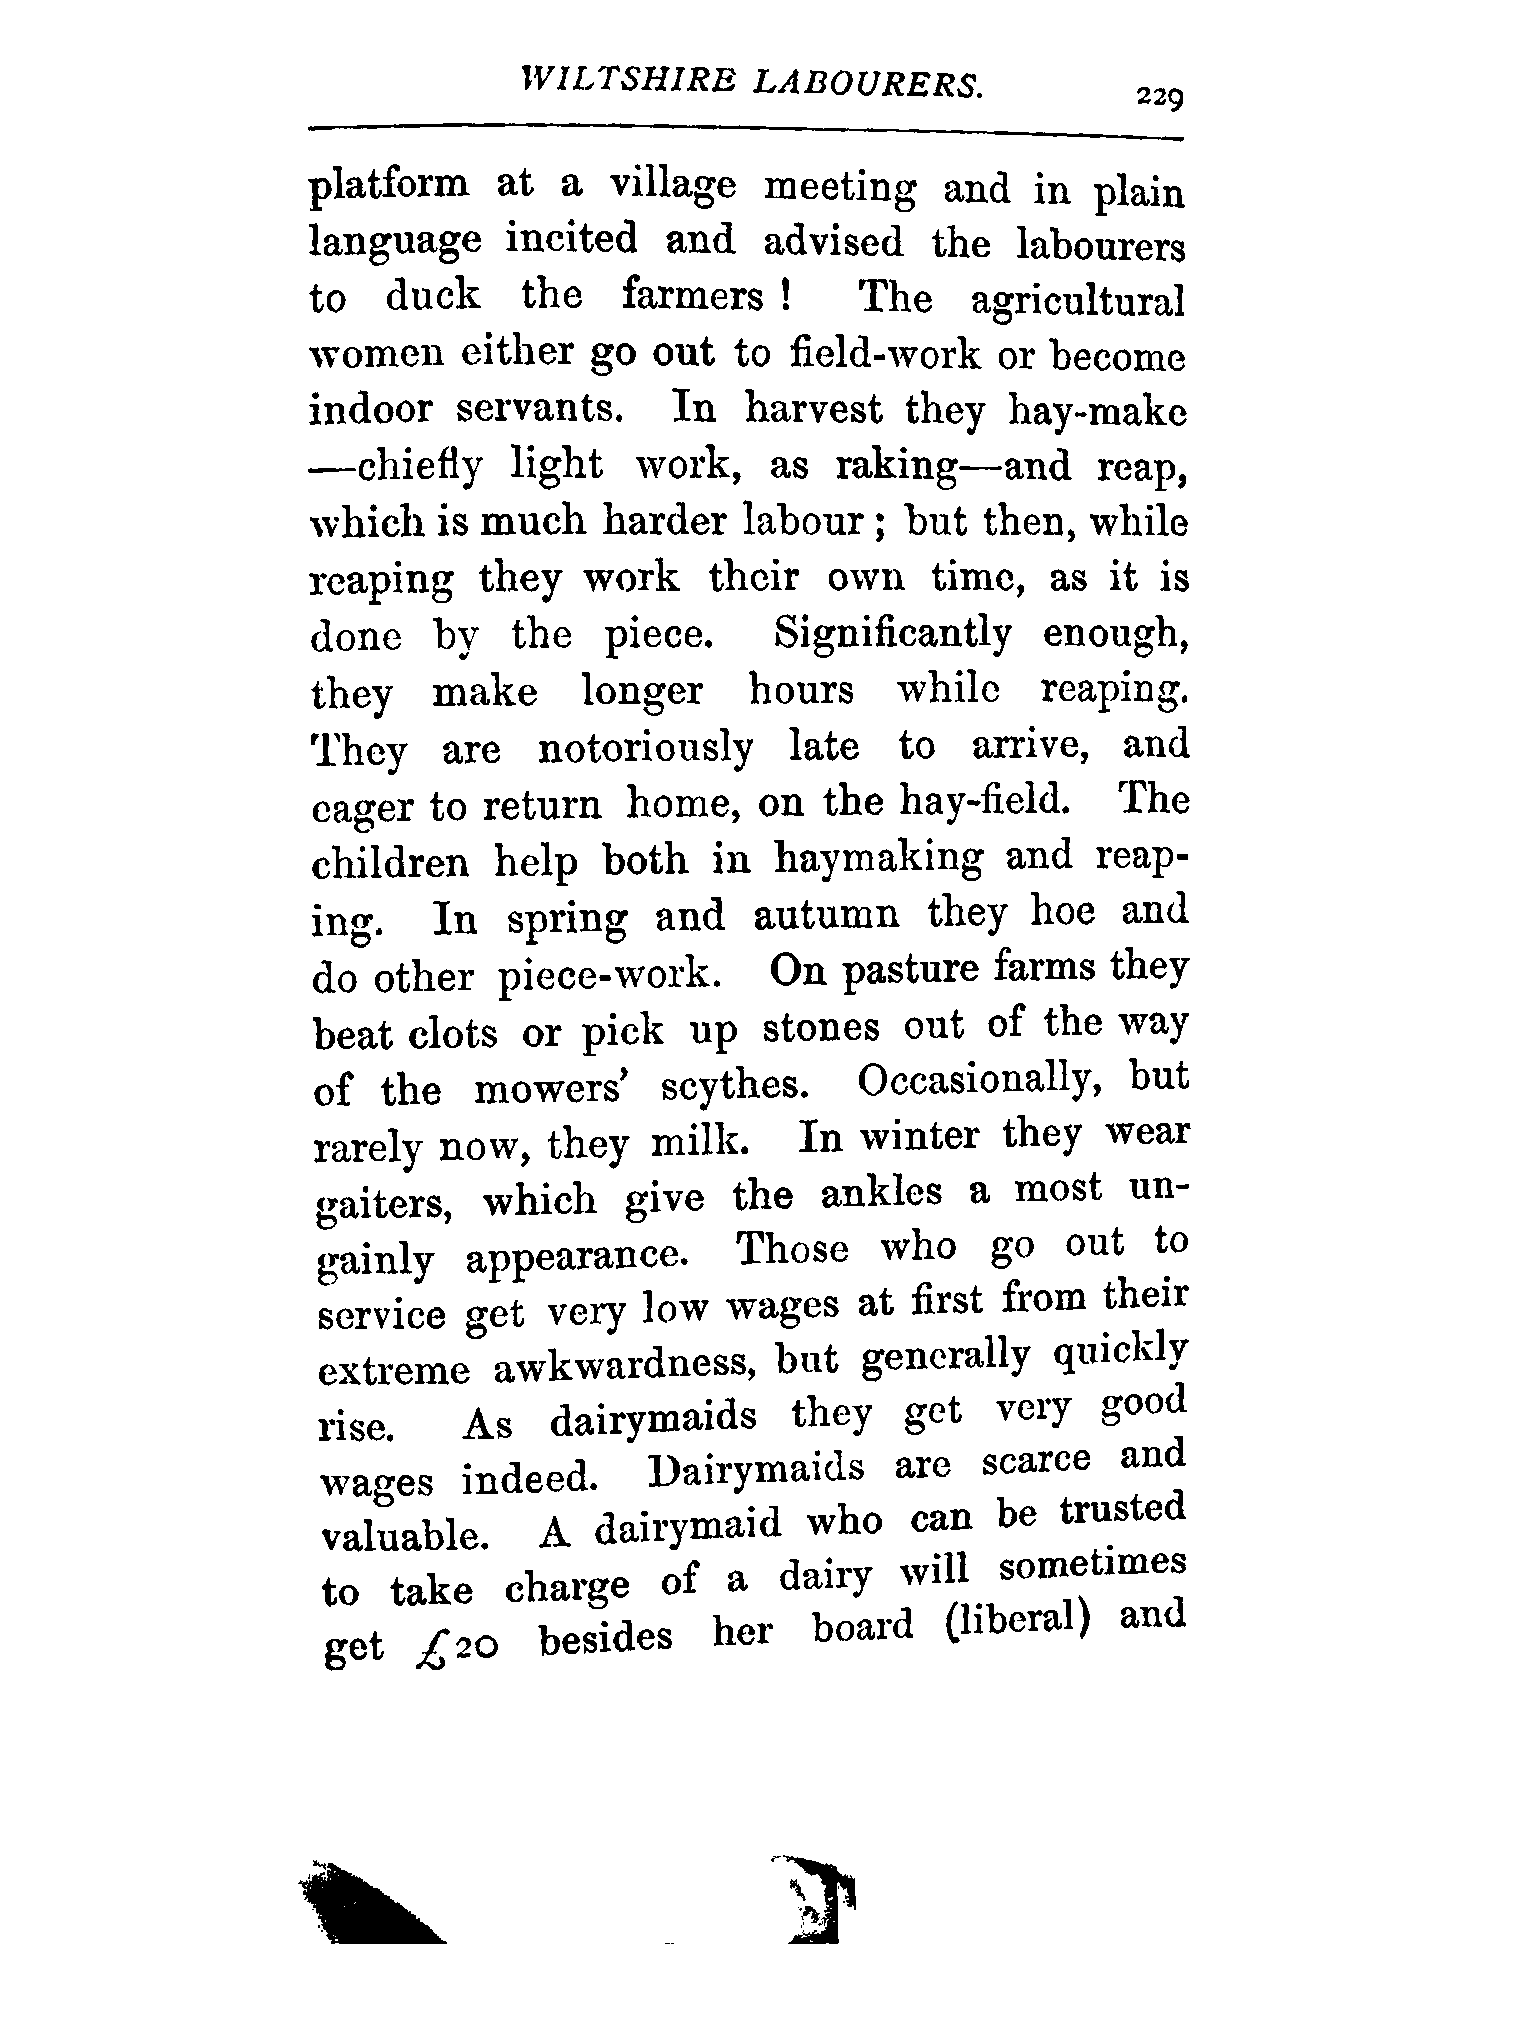 WILTSHIRE LABOURERS. 229
platform at a village meeting and in plain
language incited and advised the labourers
to duck the farmers ! The agricultural
women either go out to field-work or become
indoor servants. In harvest they hay-make
—chiefly light work, as raking—and reap,
which is much harder labour ; but then, while
reaping they work their own time, as it is
done by the piece. Significantly enough,
they make longer hours while reaping.
They are notoriously late to arrive, and
eager to return home, on the hay-field. The
children help both in haymaking and reap-
ing. In spring and autumn they hoe and
do other piece-work. On pasture farms they
beat clots or pick up stones out of the way
of the mowers’ scythes. Occasionally, but
rarely now, they milk. In winter they wear
gaiters, which give the ankles a most un-
gainly appearance. Those who go out to
service get very low wages at first from their
extreme awkwardness, but generally quickly
rise. As dairymaids they get very good
wages indeed. Dairymaids are scarce and
valuable. A dairymaid who can be trusted
to take charge of a dairy will sometimes
get £20 besides her board (liberal) and